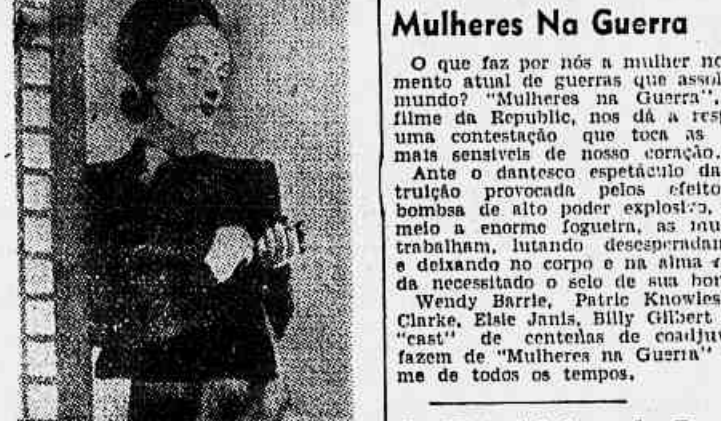 Mulheres Na Guerra
O que faz por nós a mulher no
mento atual de guerras que assol
mundo? "Mulheres na Guerra",
filme da Republic, nos dá a resp
uma contestação que toca as
mais sensiveis de nosso coração.
Ante o dantesco espetáculo da
truição provocada pelos efeito
bombsa de alto poder explosivo,
meio a enorme fogueira, as mu
trabalham, lutando desesperadam
e deixando no corpo e na alma
da necessitado o selo de sua bon
Wendy Barrie, Patric Knowles
Clarke, Elsie Janis, Billy Gilbert
"cast" de centenas de coadjuv
fazem de "Mulheres na Guerra"
me de todos os tempos.